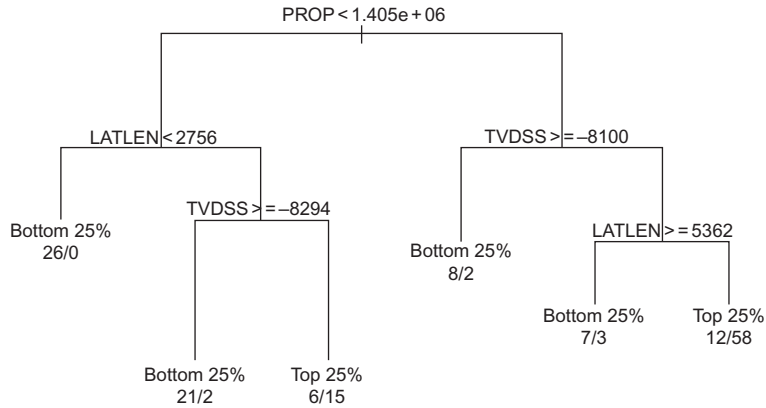 PROP < 1.405e + 06
LATLEN < 2756
TVDSS > = –8100
TVDSS > = –8294
LATLEN > = 5362
Bottom 25%
26/0
Bottom 25%
8/2
Bottom 25%
7/3
Top 25%
12/58
Bottom 25%
21/2
Top 25%
6/15